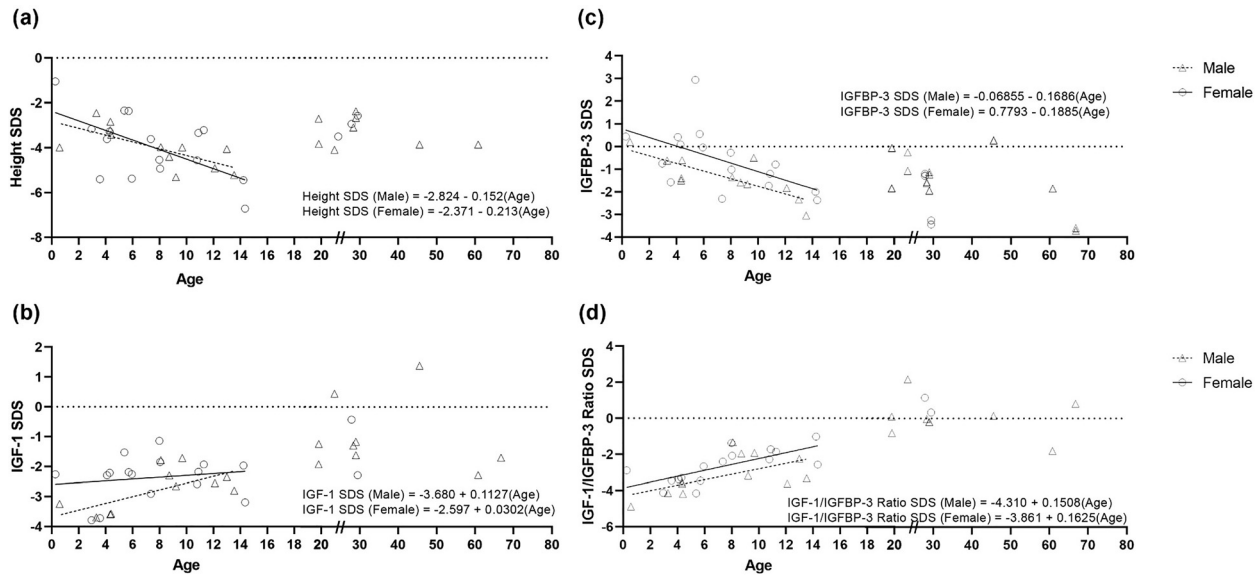 (a)
0
-2
-4
-6
-8
Height SDS
Height SDS (Male) = -2.824 - 0.152(Age)
Height SDS (Female) = -2.371 - 0.213(Age)
0 2 4 6 8 10 12 14 16 18 20 30 40 50 60 70 80
Age
(c)
4
3
2
1
0
-1
-2
-3
-4
IGFBP-3 SDS
IGFBP-3 SDS (Male) = -0.06855 - 0.1686(Age)
IGFBP-3 SDS (Female) = 0.7793 - 0.1885(Age)
0 2 4 6 8 10 12 14 16 18 20 30 40 50 60 70 80
Age
Male
Female
(b)
2
1
0
-1
-2
-3
-4
IGF-1 SDS
IGF-1 SDS (Male) = -3.680 + 0.1127(Age)
IGF-1 SDS (Female) = -2.597 + 0.0302(Age)
0 2 4 6 8 10 12 14 16 18 20 30 40 50 60 70 80
Age
(d)
4
2
0
-2
-4
-6
IGF-1/IGFBP-3 Ratio SDS
IGF-1/IGFBP-3 Ratio SDS (Male) = -4.310 + 0.1508(Age)
IGF-1/IGFBP-3 Ratio SDS (Female) = -3.861 + 0.1625(Age)
0 2 4 6 8 10 12 14 16 18 20 30 40 50 60 70 80
Age
Male
Female